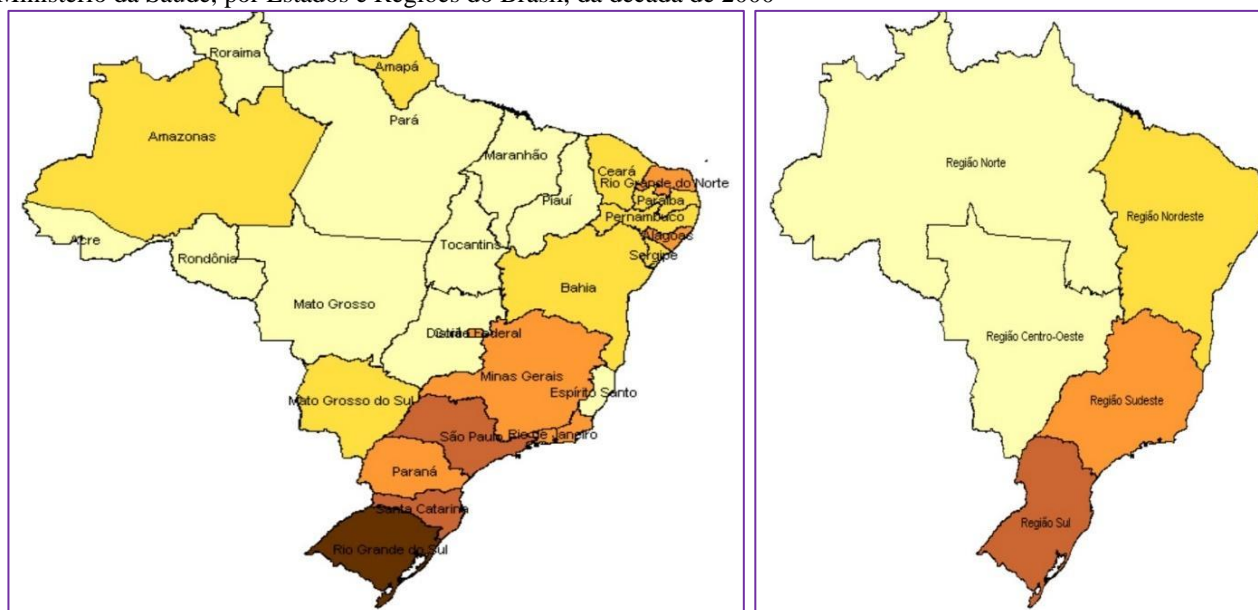 Ministério da Saúde, por Estados e Regiões do Brasil, da década de 2000
Roraima
Amapá
Amazonas
Pará
Maranhão
Ceará
Rio Grande do Norte
Paraíba
Piauí
Pernambuco
Alagoas
Sergipe
Acre
Rondônia
Tocantins
Mato Grosso
Bahia
Distrito Federal
Minas Gerais
Espírito Santo
Mato Grosso do Sul
São Paulo
Rio de Janeiro
Paraná
Santa Catarina
Rio Grande do Sul
Região Norte
Região Nordeste
Região Centro-Oeste
Região Sudeste
Região Sul